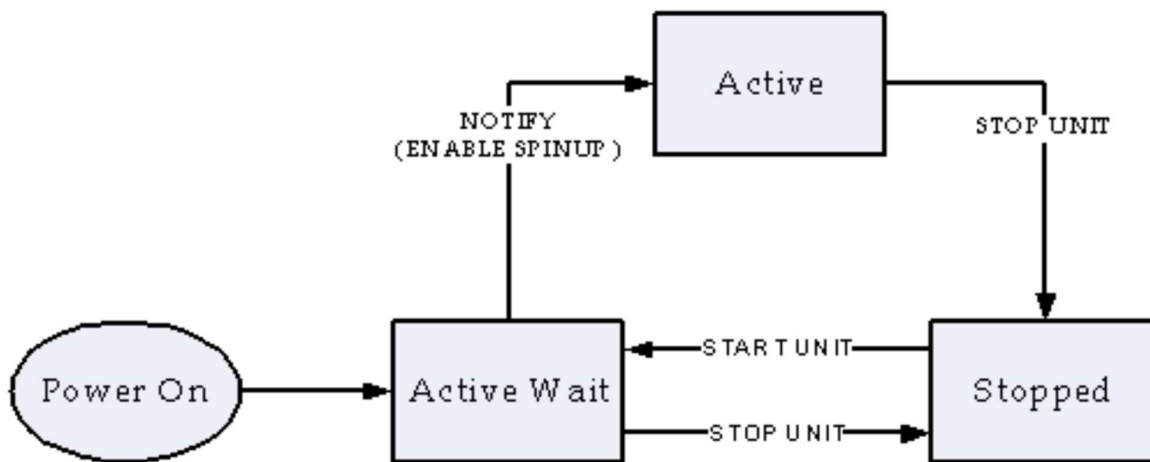 Active
NOTIFY
(ENABLE SPINUP)
STOP UNIT
Power On
Active Wait
START UNIT
STOP UNIT
Stopped